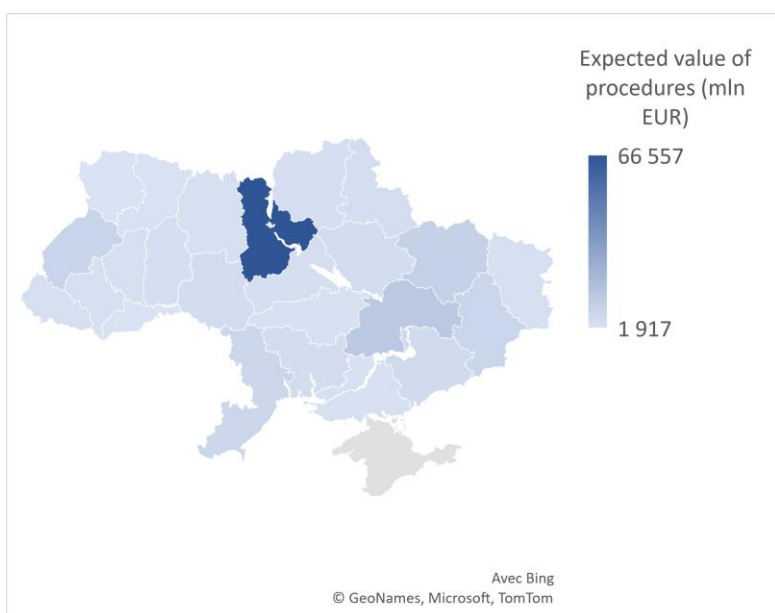 Expected value of
procedures (mln
EUR)
66 557
1 917
Avec Bing
© GeoNames, Microsoft, TomTom